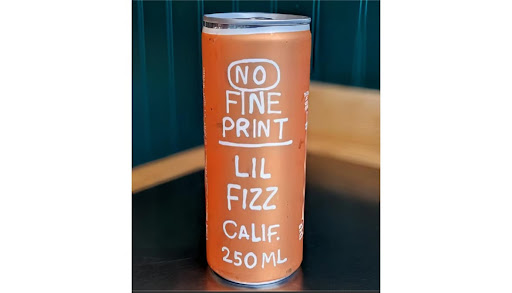 NO
FINE
PRINT
LIL
FIZZ
CALIF.
250 ML